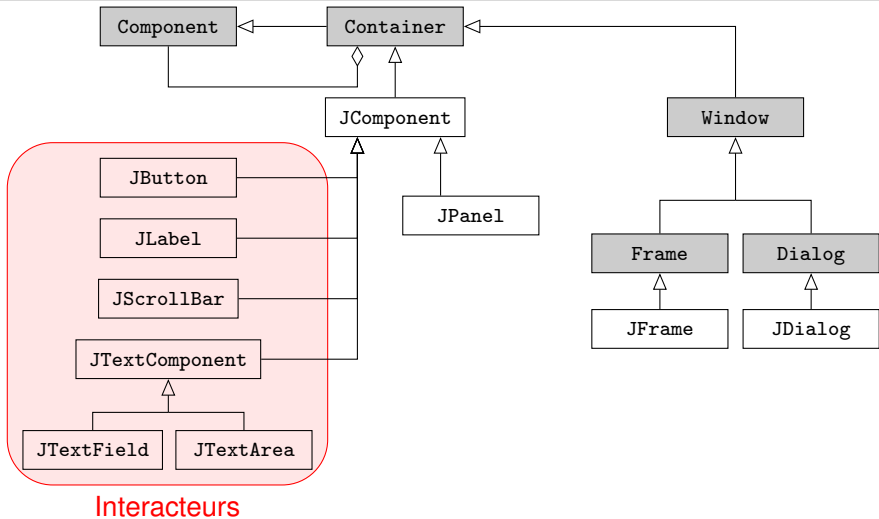 Component
Container
JComponent
Window
JButton
JPanel
JLabel
Frame
Dialog
JScrollBar
JFrame
JDialog
JTextComponent
JTextField
JTextArea
Interacteurs